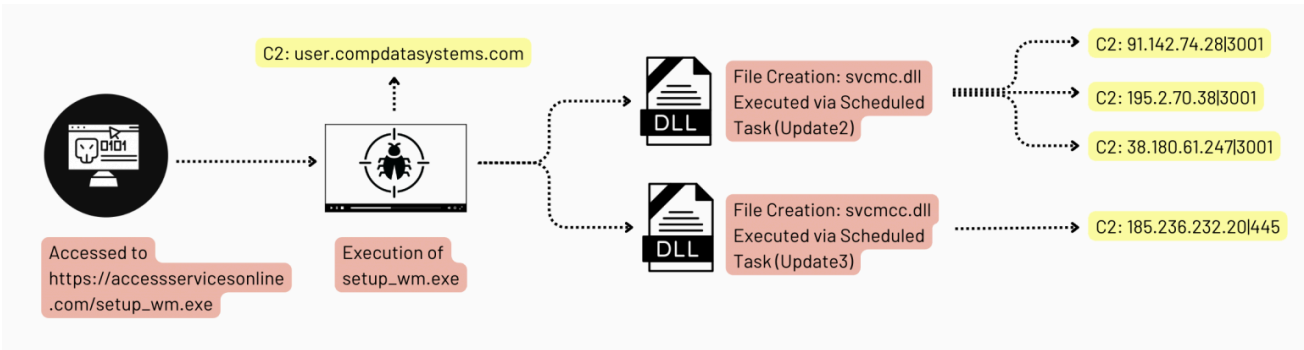 C2: user.compdatasystems.com
0101
Accessed to
https://accessservicesonline
.com/setup_wm.exe
Execution of
setup_wm.exe
DLL
File Creation: svcmc.dll
Executed via Scheduled
Task (Update2)
DLL
File Creation: svcmcc.dll
Executed via Scheduled
Task (Update3)
C2: 91.142.74.28|3001
C2: 195.2.70.38|3001
C2: 38.180.61.247|3001
C2: 185.236.232.20|445